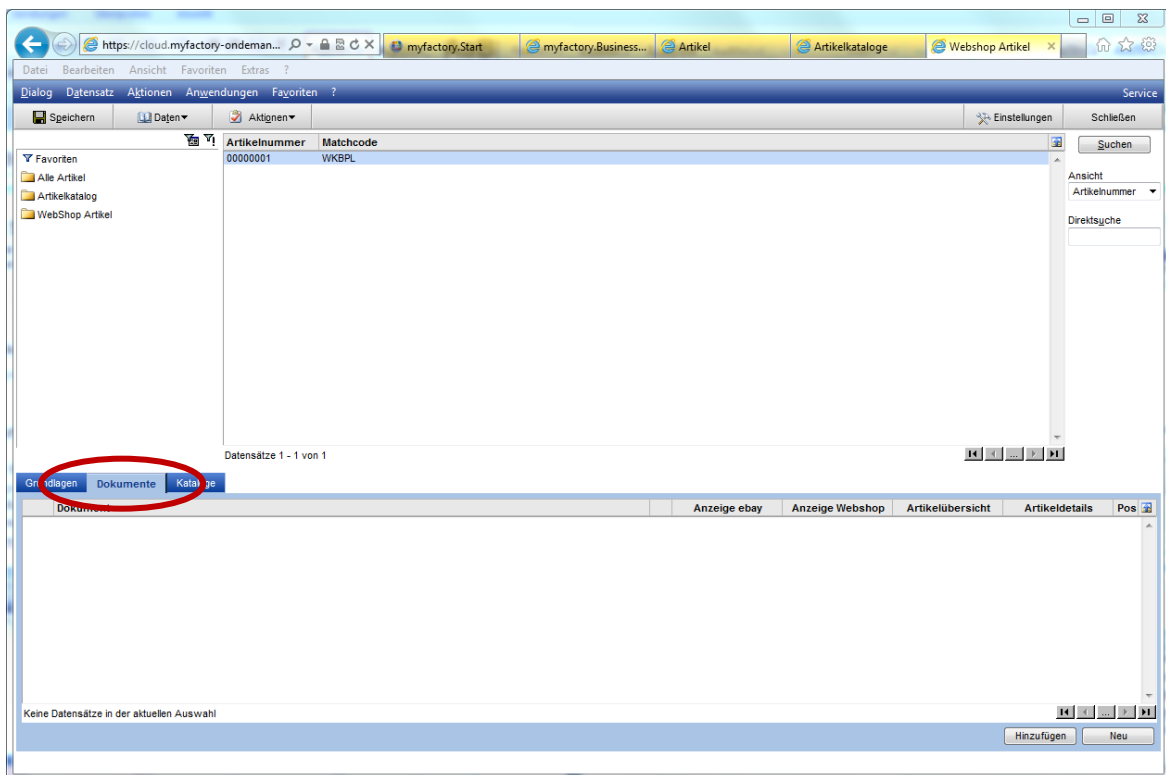 https://cloud.myfactory-ondeman... myfactory.Start myfactory.Business... Artikel Artikelkataloge Webshop Artikel
Datei Bearbeiten Ansicht Favoriten Extras ?
Dialog Datensatz Aktionen Anwendungen Favoriten ? Service
Speichern Daten Aktionen Einstellungen Schließen
Artikelnummer Matchcode Suchen
Favoriten 00000001 WKBPL
Alle Artikel Ansicht
Artikelkatalog Artikelnummer
WebShop Artikel Direktsuche
Datensätze 1 - 1 von 1 ...
Grundlagen Dokumente Kataloge
Dokument Anzeige ebay Anzeige Webshop Artikelübersicht Artikeldetails Pos
Keine Datensätze in der aktuellen Auswahl ...
Hinzufügen Neu